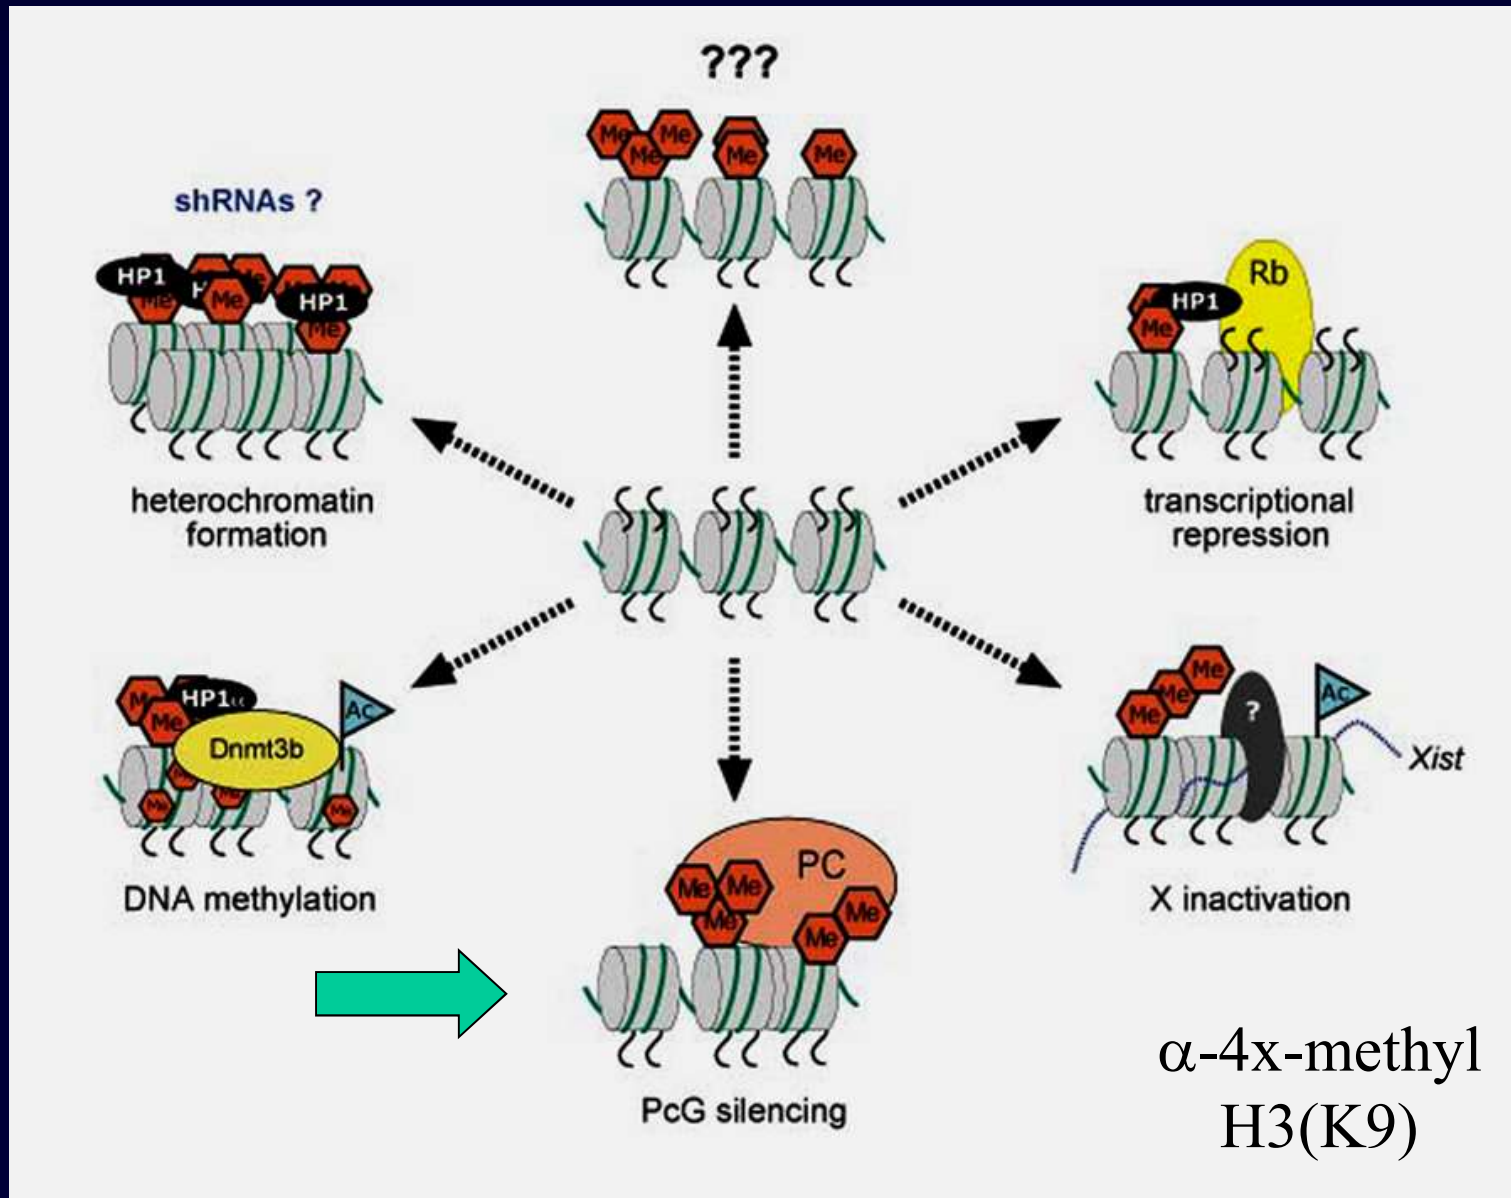 ???
Me Me Me Me Me
shRNAs ?
HP1 Me Me HP1 Me
Me HP1 Rb
heterochromatin
formation
transcriptional
repression
Me Me HP1 Ac
Dnmt3b
Me Me Me
DNA methylation
PC
Me Me Me Me Me
PcG silencing
Me Me Me ? Ac
Xist
X inactivation
α-4x-methyl
H3(K9)